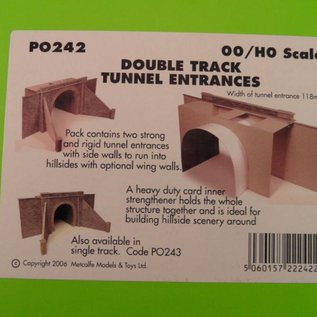 PO242
OO/HO Scale
DOUBLE TRACK
TUNNEL ENTRANCES
Width of tunnel entrance 118m
Pack contains two strong
and rigid tunnel entrances
with side walls to run into
hillsides with optional wing walls.
A heavy duty card inner
strengthener holds the whole
structure together and is ideal for
building hillside scenery around
Also available in
single track. Code PO243
© Copyright 2006 Metcalfe Models & Toys Ltd.
5 060157 222422